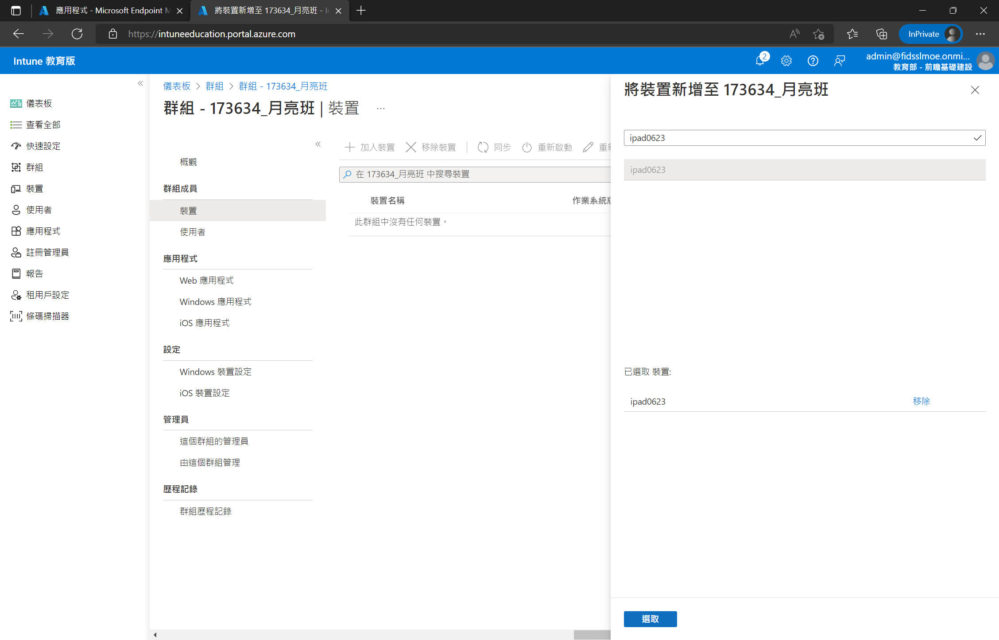 應用程式 - Microsoft Endpoint M
將裝置新增至 173634_月亮班 - In
https://intuneeducation.portal.azure.com
InPrivate
Intune 教育版
2
admin@fidsslmoe.onmi...
教育部 - 前瞻基礎建設
儀表板
查看全部
快速設定
群組
裝置
使用者
應用程式
註冊管理員
報告
租用戶設定
條碼掃描器
儀表板 > 群組 > 群組 - 173634_月亮班
群組 - 173634_月亮班 | 裝置 ...
概觀
群組成員
裝置
使用者
應用程式
Web 應用程式
Windows 應用程式
iOS 應用程式
設定
Windows 裝置設定
iOS 裝置設定
管理員
這個群組的管理員
由這個群組管理
歷程記錄
群組歷程記錄
加入裝置 移除裝置 同步 重新啟動 重新
在 173634_月亮班 中搜尋裝置
裝置名稱 作業系統版
此群組中沒有任何裝置。
將裝置新增至 173634_月亮班
ipad0623
ipad0623
已選取 裝置:
ipad0623 移除
選取